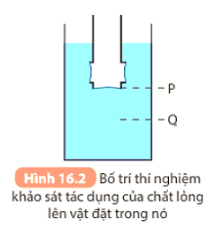 P
Q
Hình 16.2 Bố trí thí nghiệm
khảo sát tác dụng của chất lỏng
lên vật đặt trong nó